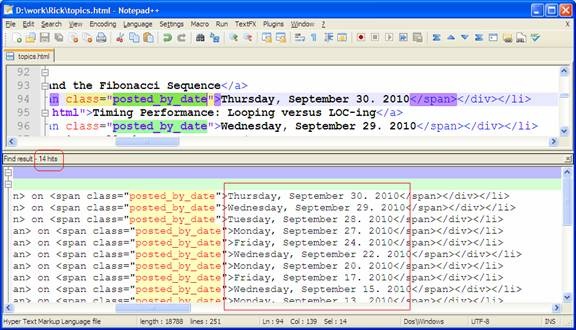 D:\work\Rick\topics.html - Notepad++
File Edit Search View Encoding Language Settings Macro Run TextFX Plugins Window ? X
topics.html
92
93 and the Fibonacci Sequence</a>
94 an class="posted_by_date">Thursday, September 30. 2010</span></div></li>
95 html">Timing Performance: Looping versus LOC-ing</a>
96 an class="posted_by_date">Wednesday, September 29. 2010</span></div></li>
Find result - 14 hits
n> on <span class="posted_by_date">Thursday, September 30. 2010</span></div></li>
n> on <span class="posted_by_date">Wednesday, September 29. 2010</span></div></li>
n> on <span class="posted_by_date">Tuesday, September 28. 2010</span></div></li>
an> on <span class="posted_by_date">Monday, September 27. 2010</span></div></li>
an> on <span class="posted_by_date">Friday, September 24. 2010</span></div></li>
an> on <span class="posted_by_date">Wednesday, September 22. 2010</span></div></li>
an> on <span class="posted_by_date">Monday, September 20. 2010</span></div></li>
an> on <span class="posted_by_date">Friday, September 17. 2010</span></div></li>
an> on <span class="posted_by_date">Wednesday, September 15. 2010</span></div></li>
an> on <span class="posted_by_date">Monday, September 13. 2010</span></div></li>
Hyper Text Markup Language file length : 18788 lines : 251 Ln : 94 Col : 139 Sel : 14 Dos\Windows UTF-8 INS